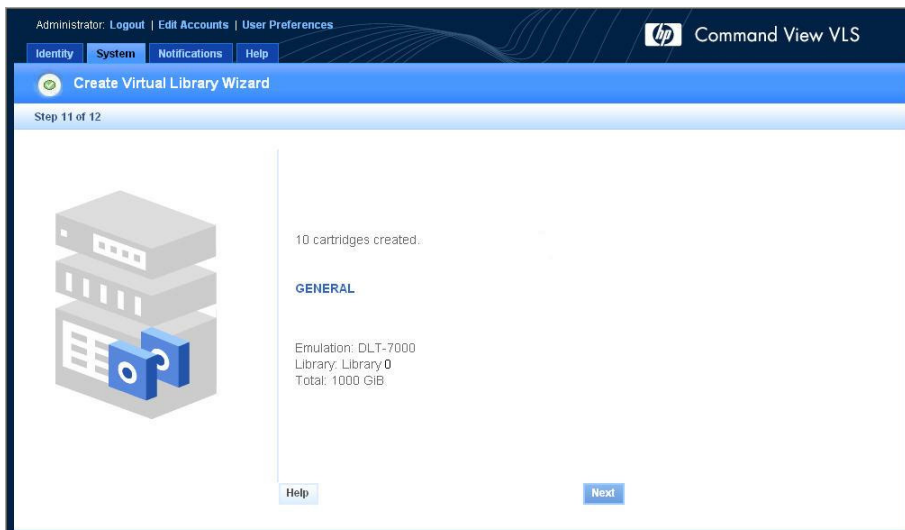 Administrator: Logout | Edit Accounts | User Preferences
hp Command View VLS
Identity System Notifications Help
Create Virtual Library Wizard
Step 11 of 12
10 cartridges created.
GENERAL
Emulation: DLT-7000
Library: Library 0
Total: 1000 GiB
Help Next